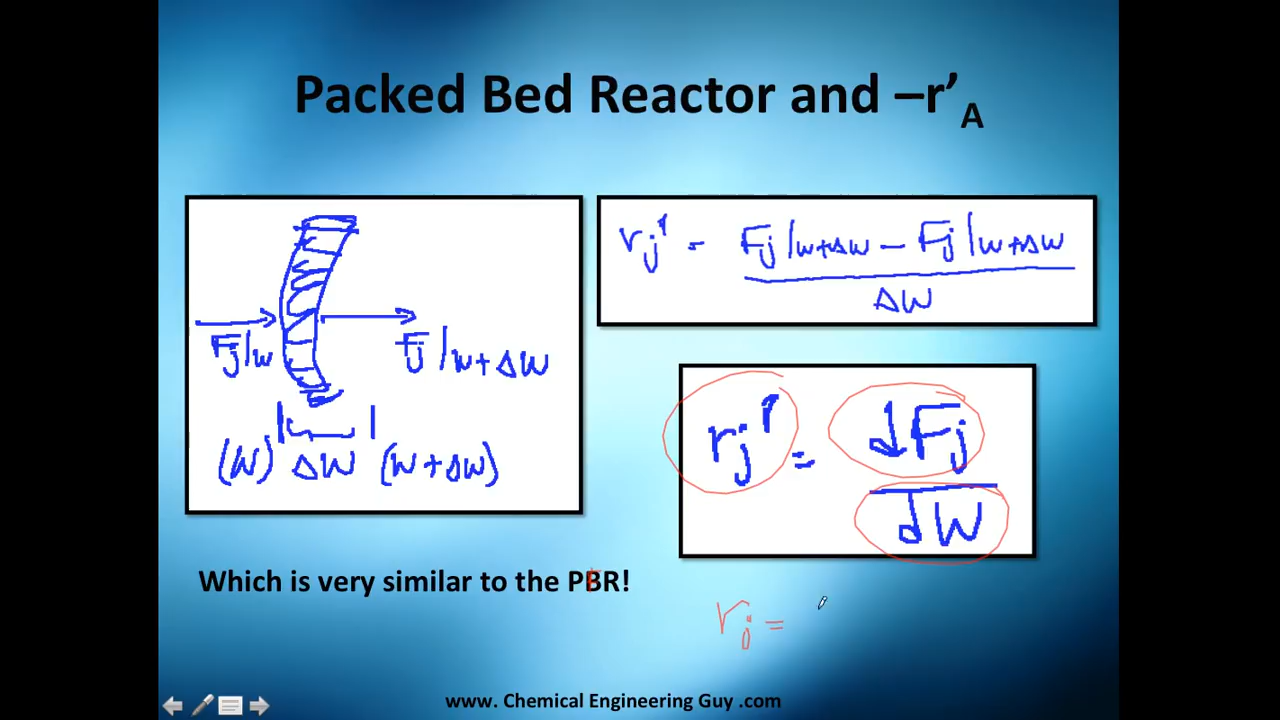 Packed Bed Reactor and –r’A
Fj|w
Fj|w+ΔW
(W) ΔW (W+ΔW)
rj' = Fj|w+Δw – Fj|w+Δw
ΔW
rj' = dFj
dW
Which is very similar to the PBR!
rj =
www. Chemical Engineering Guy .com